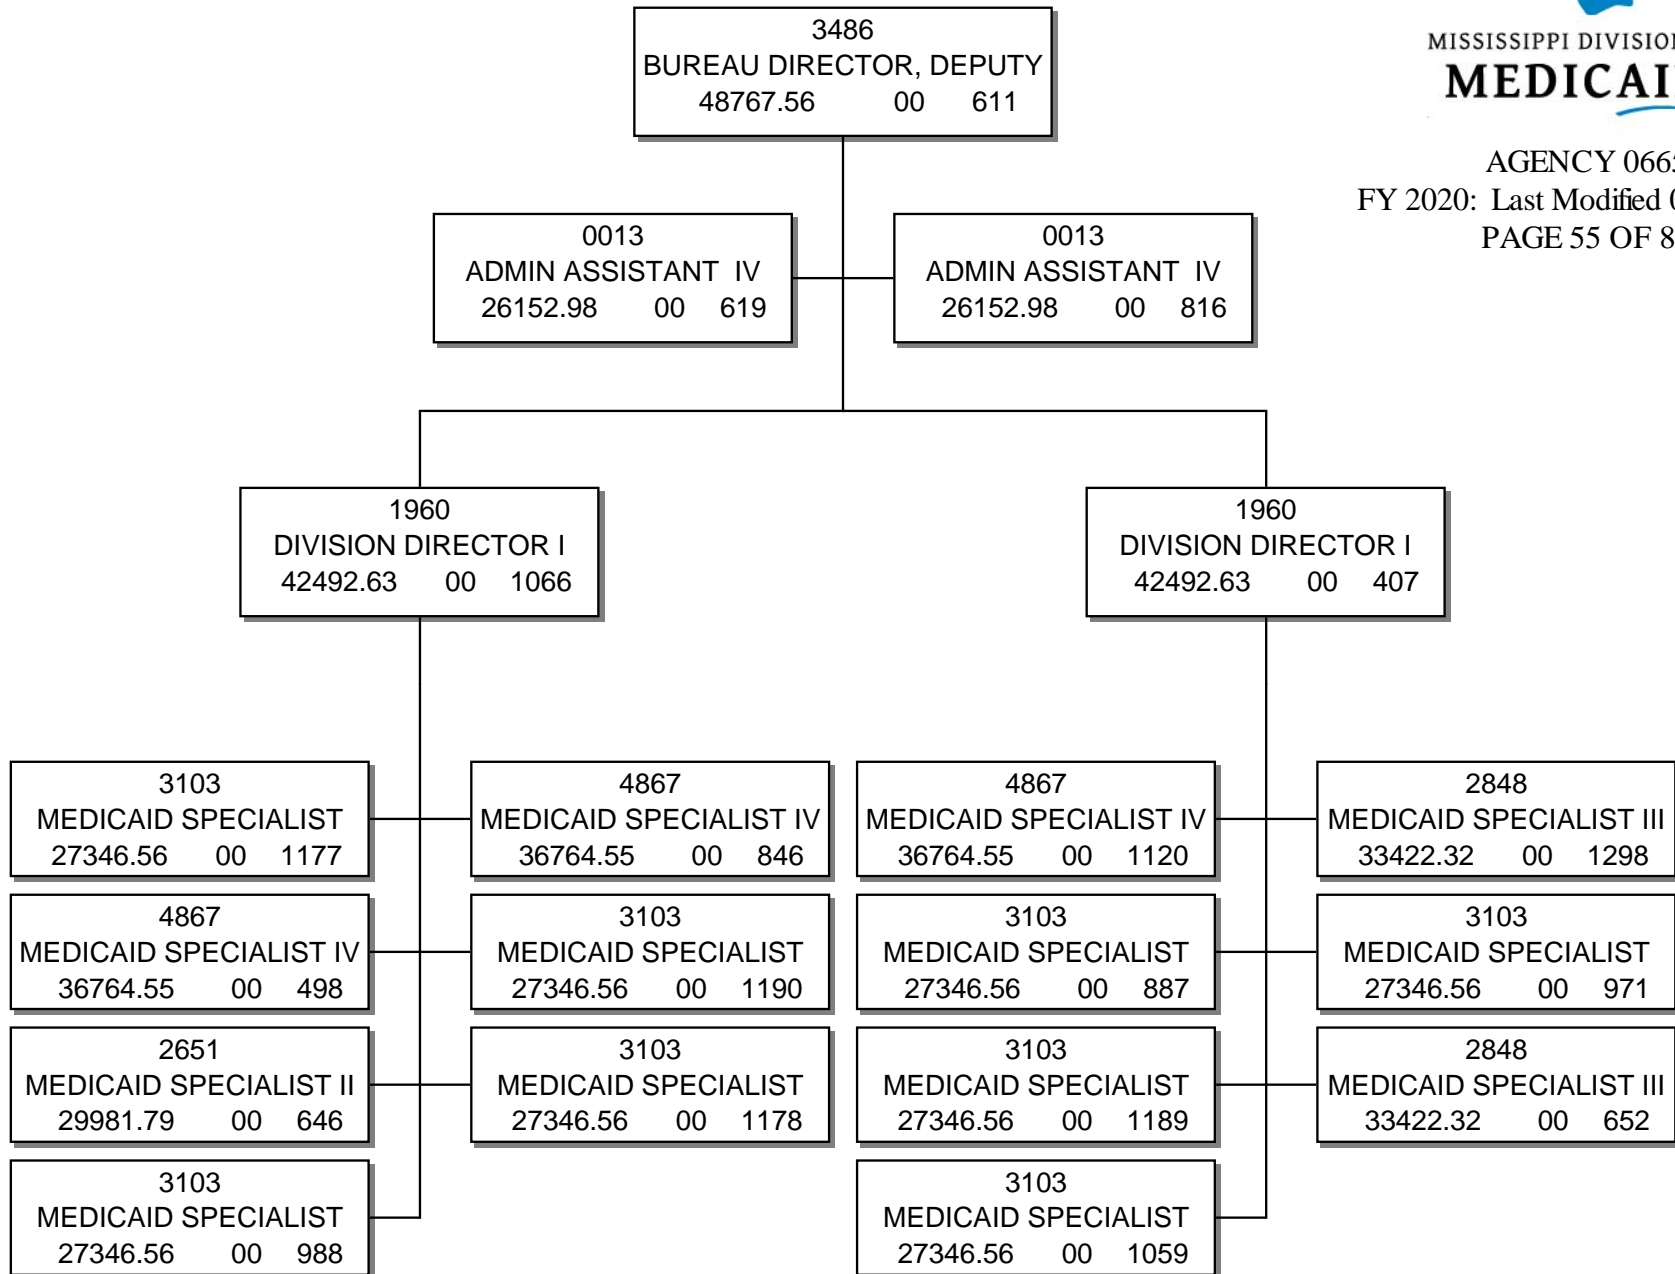 3486
BUREAU DIRECTOR, DEPUTY
48767.56 00 611
MISSISSIPPI DIVISION
MEDICAI
AGENCY 065
FY 2020: Last Modified 0
PAGE 55 OF 8
0013
ADMIN ASSISTANT IV
26152.98 00 619
0013
ADMIN ASSISTANT IV
26152.98 00 816
1960
DIVISION DIRECTOR I
42492.63 00 1066
1960
DIVISION DIRECTOR I
42492.63 00 407
3103
MEDICAID SPECIALIST
27346.56 00 1177
4867
MEDICAID SPECIALIST IV
36764.55 00 846
4867
MEDICAID SPECIALIST IV
36764.55 00 1120
2848
MEDICAID SPECIALIST III
33422.32 00 1298
4867
MEDICAID SPECIALIST IV
36764.55 00 498
3103
MEDICAID SPECIALIST
27346.56 00 1190
3103
MEDICAID SPECIALIST
27346.56 00 887
3103
MEDICAID SPECIALIST
27346.56 00 971
2651
MEDICAID SPECIALIST II
29981.79 00 646
3103
MEDICAID SPECIALIST
27346.56 00 1178
3103
MEDICAID SPECIALIST
27346.56 00 1189
2848
MEDICAID SPECIALIST III
33422.32 00 652
3103
MEDICAID SPECIALIST
27346.56 00 988
3103
MEDICAID SPECIALIST
27346.56 00 1059